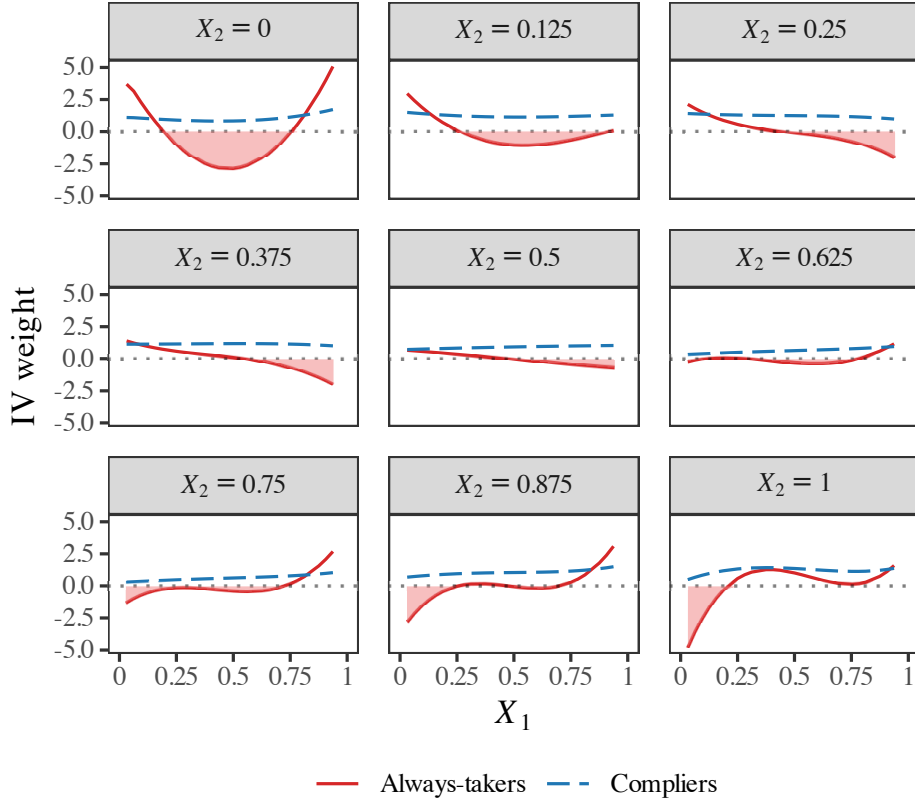 X₂ = 0
X₂ = 0.125
X₂ = 0.25
5.0
2.5
0.0
-2.5
-5.0
X₂ = 0.375
X₂ = 0.5
X₂ = 0.625
5.0
2.5
0.0
-2.5
-5.0
IV weight
X₂ = 0.75
X₂ = 0.875
X₂ = 1
5.0
2.5
0.0
-2.5
-5.0
0 0.25 0.5 0.75 1
0 0.25 0.5 0.75 1
0 0.25 0.5 0.75 1
X₁
Always-takers Compliers